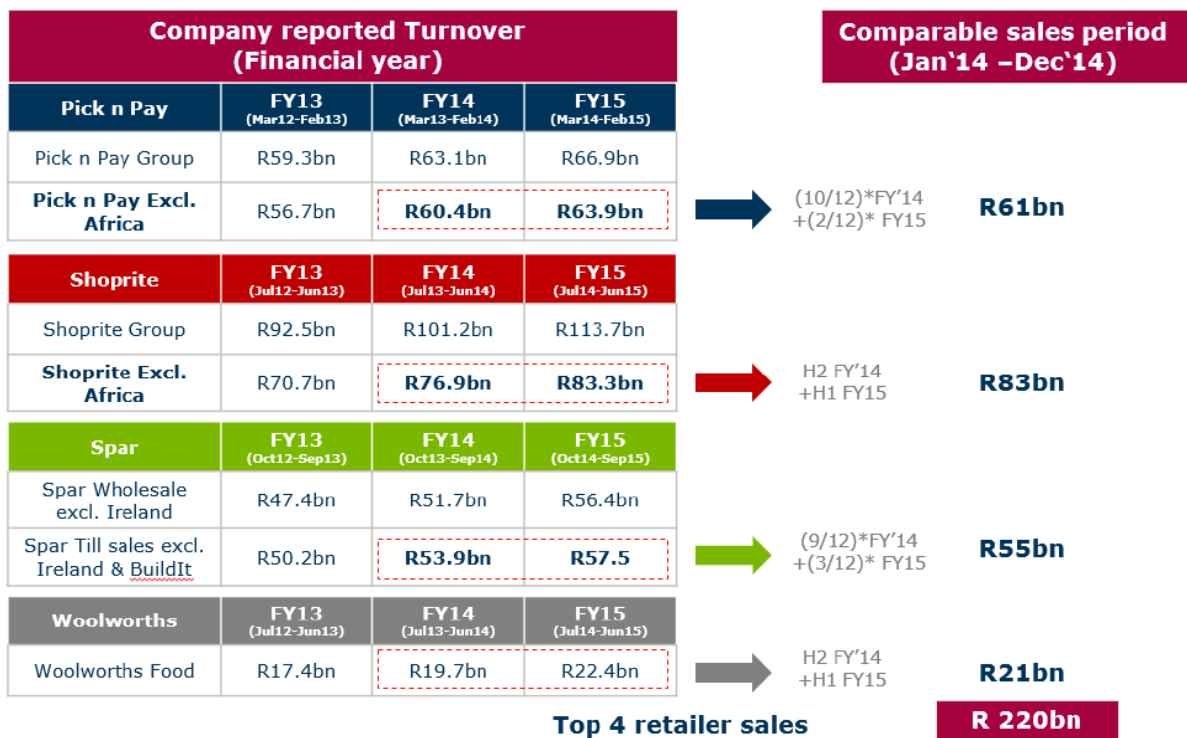 Company reported Turnover
(Financial year)
Comparable sales period
(Jan'14 –Dec'14)
Pick n Pay FY13 FY14 FY15
(Mar12-Feb13) (Mar13-Feb14) (Mar14-Feb15)
Pick n Pay Group R59.3bn R63.1bn R66.9bn
Pick n Pay Excl.
Africa R56.7bn R60.4bn R63.9bn
(10/12)*FY'14
+(2/12)* FY15
R61bn
Shoprite FY13 FY14 FY15
(Jul12-Jun13) (Jul13-Jun14) (Jul14-Jun15)
Shoprite Group R92.5bn R101.2bn R113.7bn
Shoprite Excl.
Africa R70.7bn R76.9bn R83.3bn
H2 FY'14
+H1 FY15
R83bn
Spar FY13 FY14 FY15
(Oct12-Sep13) (Oct13-Sep14) (Oct14-Sep15)
Spar Wholesale
excl. Ireland R47.4bn R51.7bn R56.4bn
Spar Till sales excl.
Ireland & BuildIt R50.2bn R53.9bn R57.5
(9/12)*FY'14
+(3/12)* FY15
R55bn
Woolworths FY13 FY14 FY15
(Jul12-Jun13) (Jul13-Jun14) (Jul14-Jun15)
Woolworths Food R17.4bn R19.7bn R22.4bn
H2 FY'14
+H1 FY15
R21bn
Top 4 retailer sales R 220bn